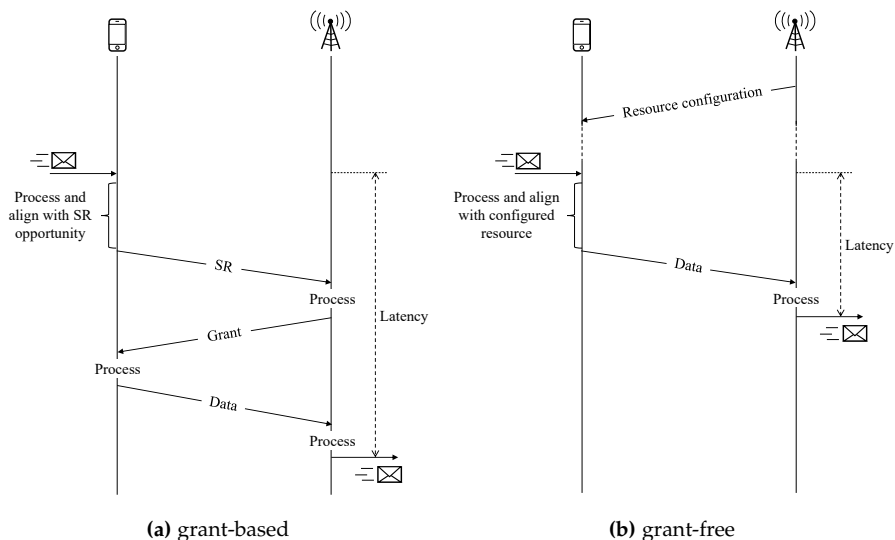 Process and
align with SR
opportunity
SR
Process
Grant
Process
Data
Process
Latency
(a) grant-based
Resource configuration
Process and align
with configured
resource
Data
Process
Latency
(b) grant-free